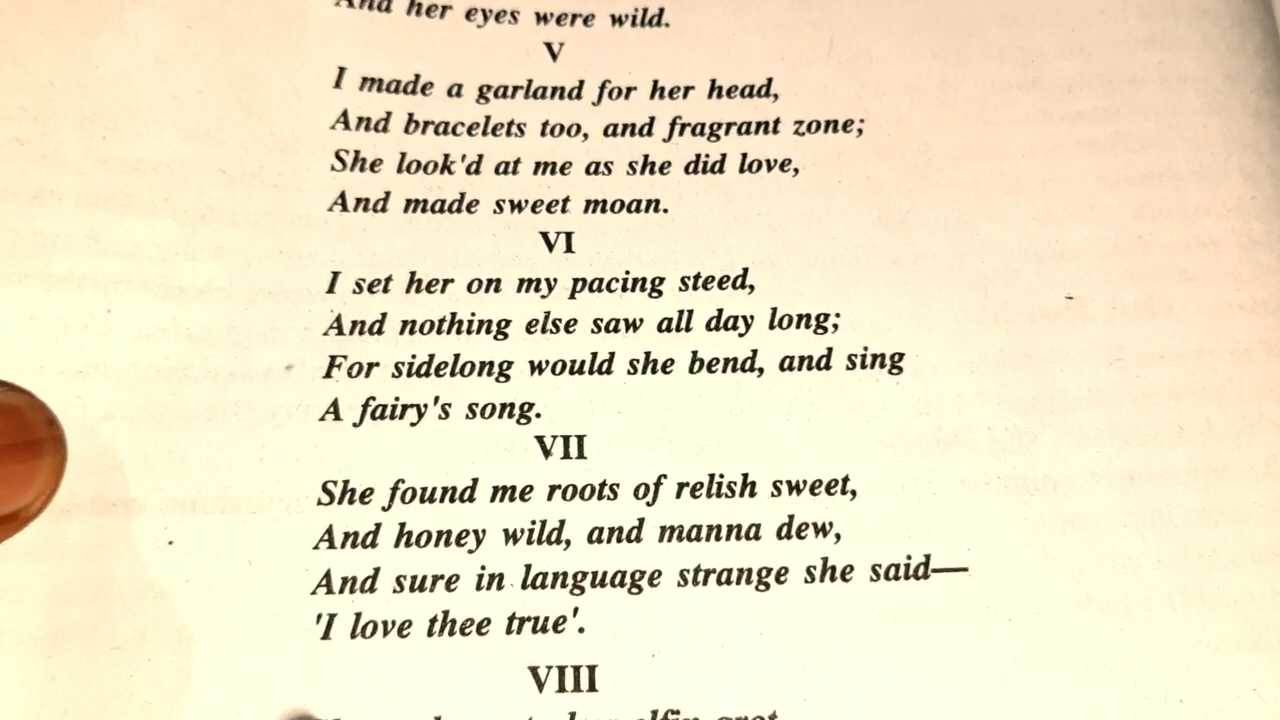 And her eyes were wild.
V
I made a garland for her head,
And bracelets too, and fragrant zone;
She look'd at me as she did love,
And made sweet moan.
VI
I set her on my pacing steed,
And nothing else saw all day long;
For sidelong would she bend, and sing
A fairy's song.
VII
She found me roots of relish sweet,
And honey wild, and manna dew,
And sure in language strange she said—
'I love thee true'.
VIII
elfin grot